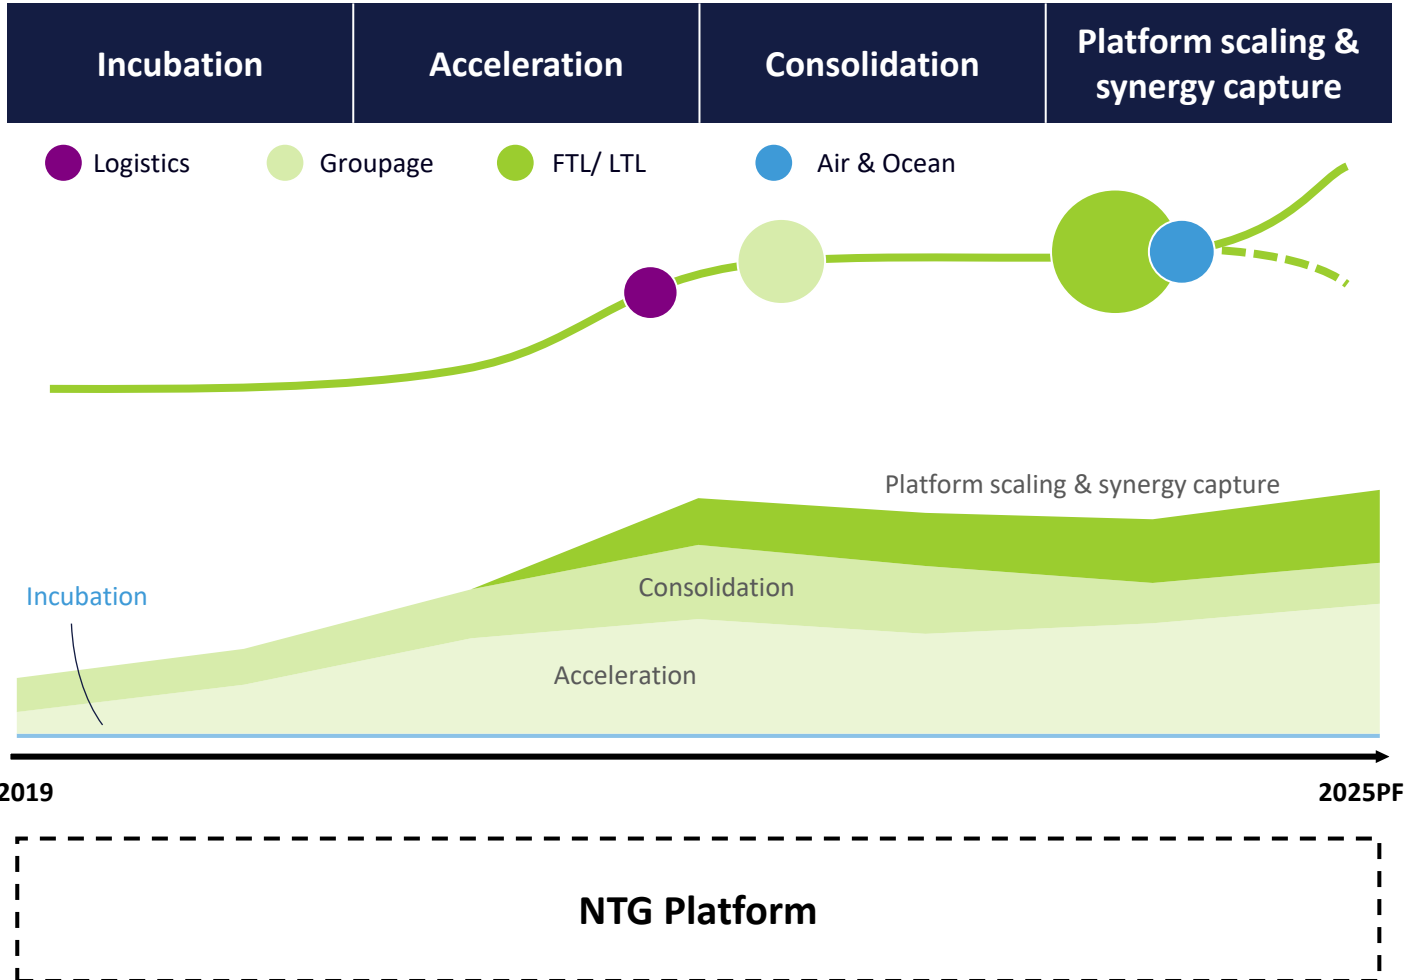 Incubation
Acceleration
Consolidation
Platform scaling &
synergy capture
Logistics
Groupage
FTL/ LTL
Air & Ocean
Platform scaling & synergy capture
Consolidation
Incubation
Acceleration
2019
2025PF
NTG Platform